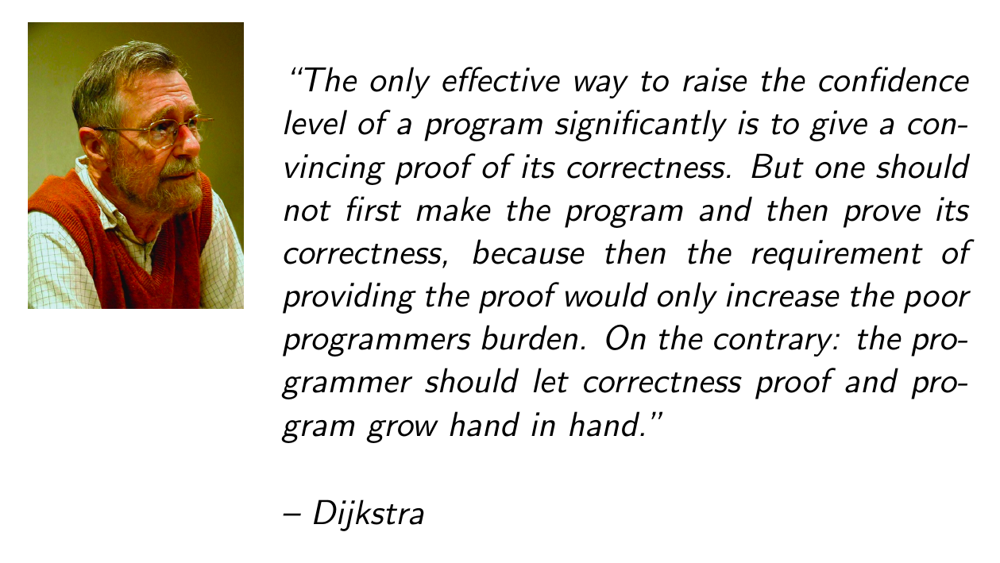 “The only effective way to raise the confidence
level of a program significantly is to give a con-
vincing proof of its correctness. But one should
not first make the program and then prove its
correctness, because then the requirement of
providing the proof would only increase the poor
programmers burden. On the contrary: the pro-
grammer should let correctness proof and pro-
gram grow hand in hand.”
– Dijkstra